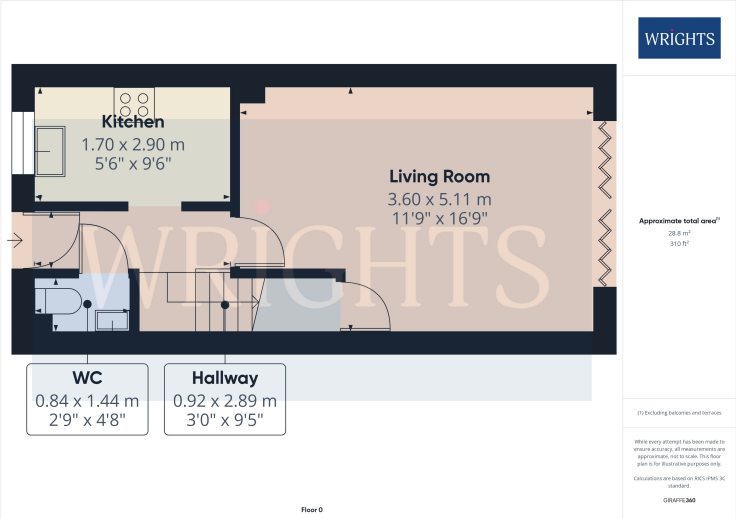 WRIGHTS
Kitchen
1.70 x 2.90 m
5'6" x 9'6"
Living Room
3.60 x 5.11 m
11'9" x 16'9"
WRiGHTS
WC
0.84 x 1.44 m
2'9" x 4'8"
Hallway
0.92 x 2.89 m
3'0" x 9'5"
Floor 0
Approximate total area(1)
28.8 m²
310 ft²
(1) Excluding balconies and terraces
While every attempt has been made to
ensure accuracy, all measurements are
approximate, not to scale. This floor
plan is for illustrative purposes only.
Calculations are based on RICS IPMS 3C
standard.
GIRAFFE360